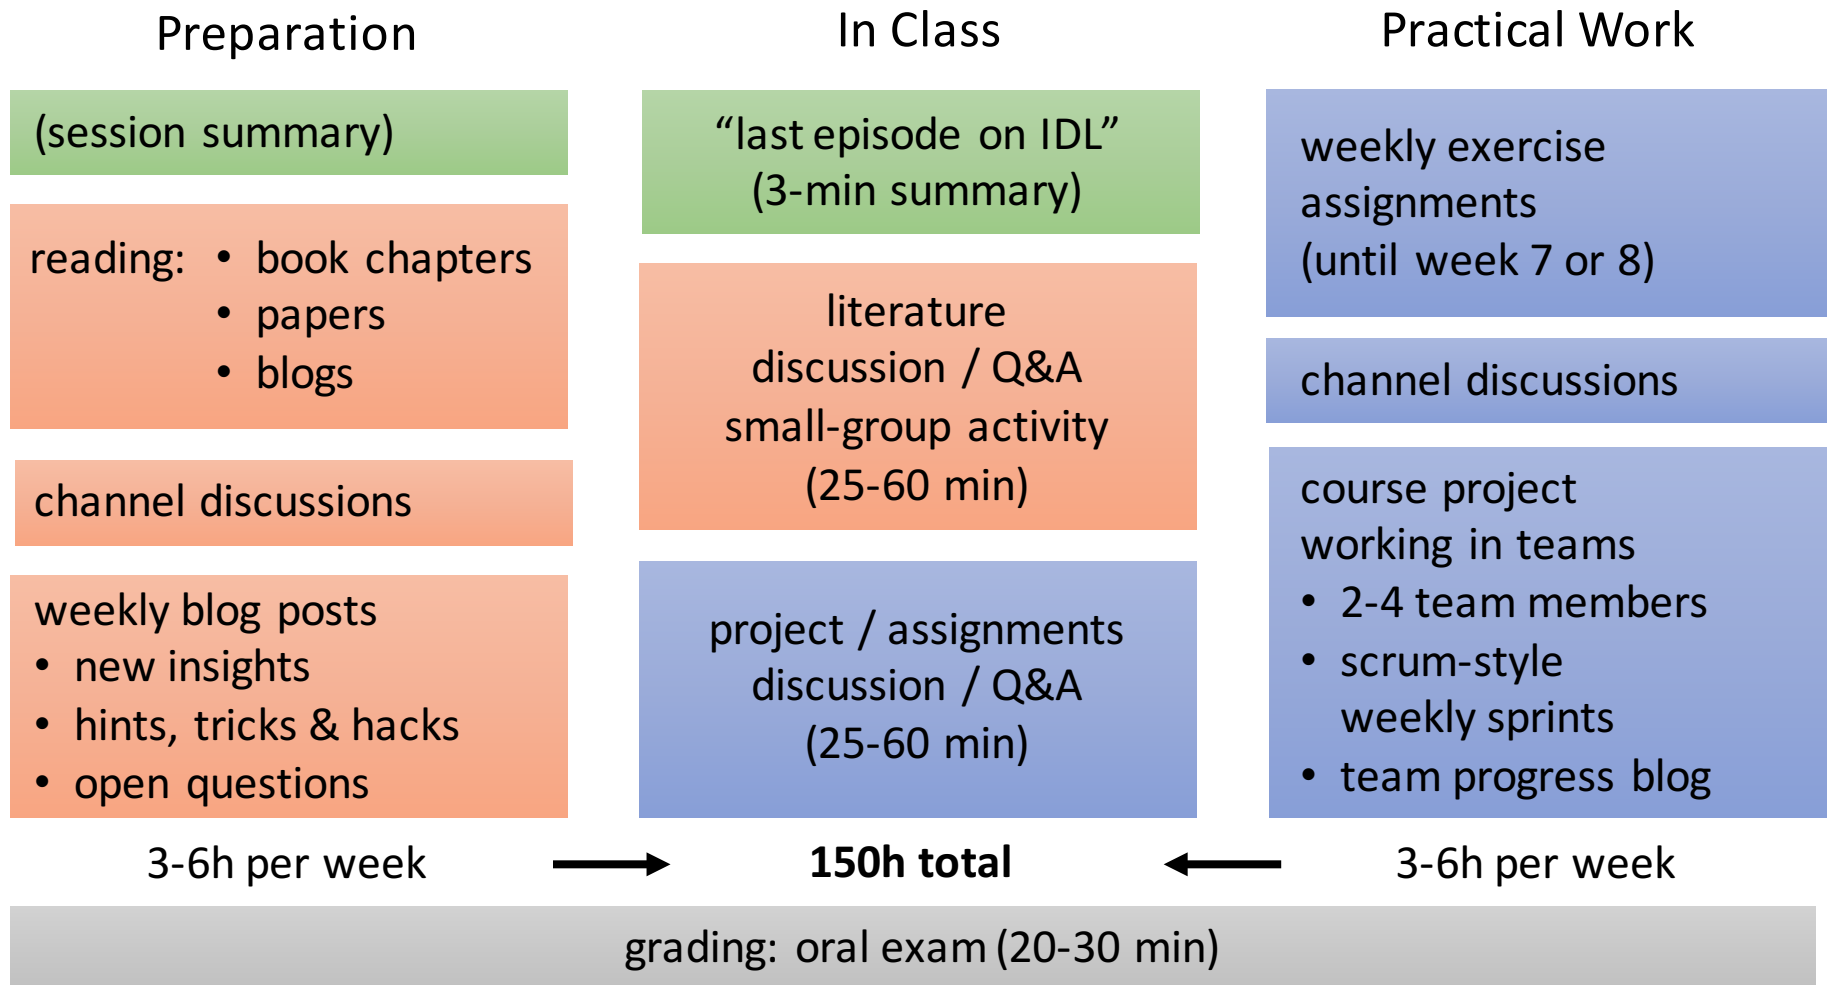 Preparation
(session summary)
reading: • book chapters
• papers
• blogs
channel discussions
weekly blog posts
• new insights
• hints, tricks & hacks
• open questions
3-6h per week
In Class
“last episode on IDL”
(3-min summary)
literature
discussion / Q&A
small-group activity
(25-60 min)
project / assignments
discussion / Q&A
(25-60 min)
150h total
Practical Work
weekly exercise
assignments
(until week 7 or 8)
channel discussions
course project
working in teams
• 2-4 team members
• scrum-style
weekly sprints
• team progress blog
3-6h per week
grading: oral exam (20-30 min)